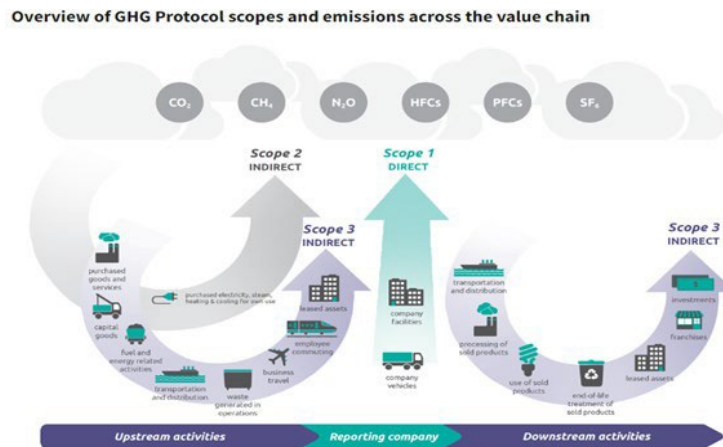 Overview of GHG Protocol scopes and emissions across the value chain
CO₂
CH₄
N₂O
HFCs
PFCs
SF₆
Scope 2
INDIRECT
Scope 1
DIRECT
Scope 3
INDIRECT
Scope 3
INDIRECT
purchased
goods and
services
capital
goods
fuel and
energy related
activities
transportation
and distribution
waste
generated in
operations
business
travel
employee
commuting
leased assets
purchased electricity, steam,
heating & cooling for own use
company
facilities
company
vehicles
transportation
and distribution
processing of
sold products
use of sold
products
end-of-life
treatment of
sold products
leased assets
franchises
investments
Upstream activities
Reporting company
Downstream activities